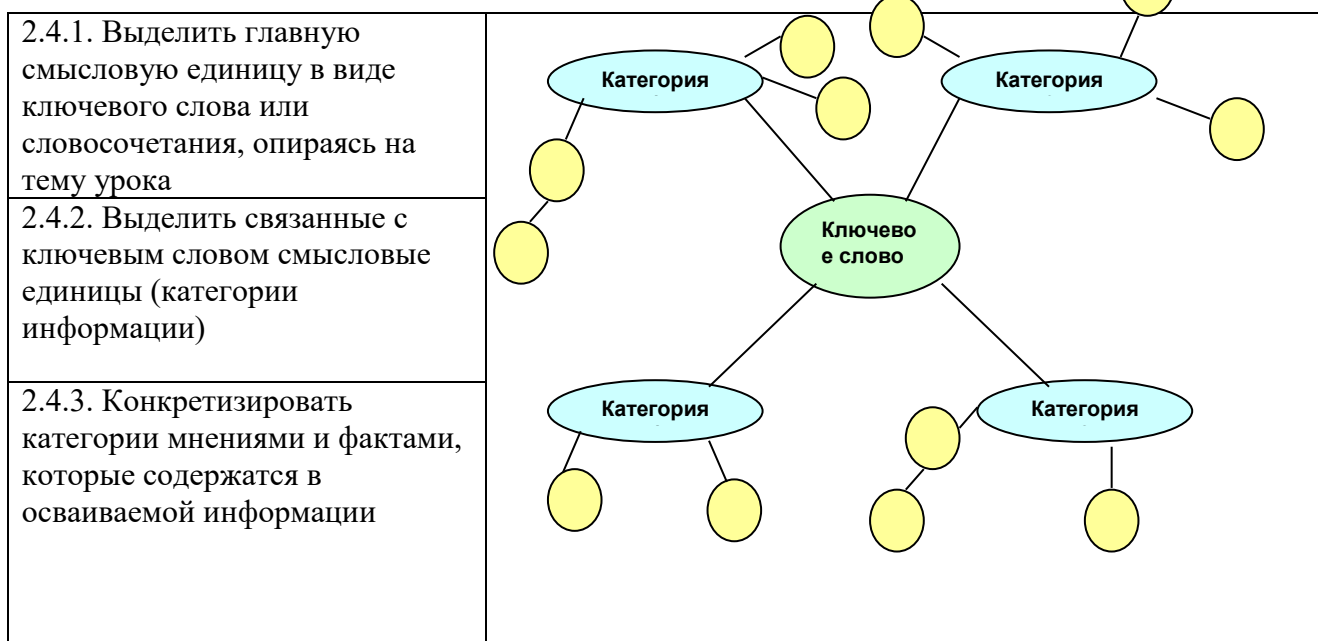 2.4.1. Выделить главную
смысловую единицу в виде
ключевого слова или
словосочетания, опираясь на
тему урока
2.4.2. Выделить связанные с
ключевым словом смысловые
единицы (категории
информации)
2.4.3. Конкретизировать
категории мнениями и фактами,
которые содержатся в
осваиваемой информации
Категория
Категория
Ключево
е слово
Категория
Категория